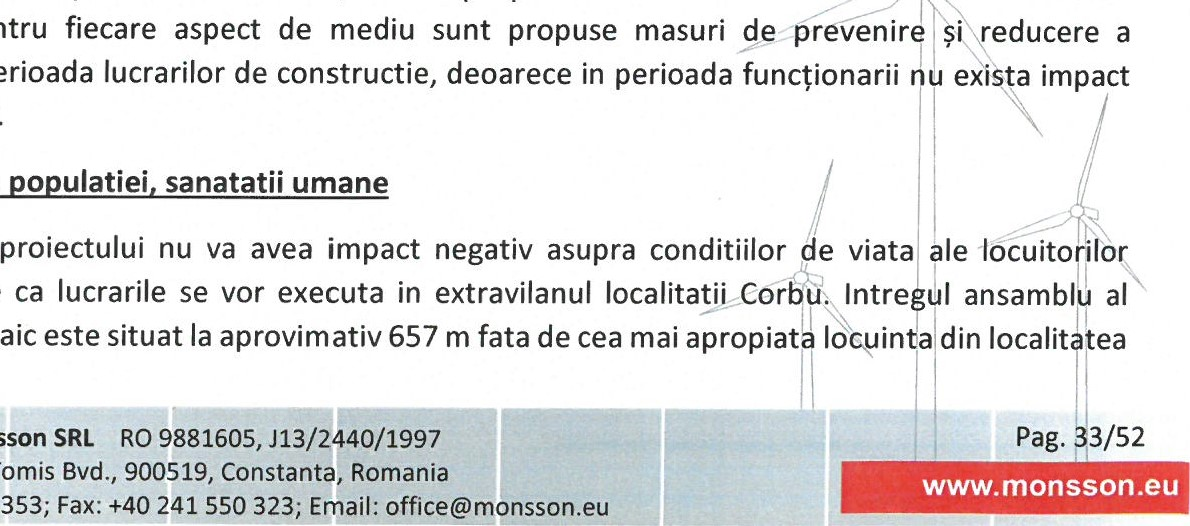 ntru fiecare aspect de mediu sunt propuse masuri de prevenire și reducere a
erioada lucrarilor de constructie, deoarece in perioada funcționarii nu exista impact
.
populatiei, sanatatii umane
proiectului nu va avea impact negativ asupra conditiilor de viata ale locuitorilor
ca lucrarile se vor executa in extravilanul localitatii Corbu. Intregul ansamblu al
aic este situat la aprovimativ 657 m fata de cea mai apropiata locuinta din localitatea
sson SRL RO 9881605, J13/2440/1997
Pag. 33/52
omis Bvd., 900519, Constanta, Romania
www.monsson.eu
353; Fax: +40 241 550 323; Email: office@monsson.eu